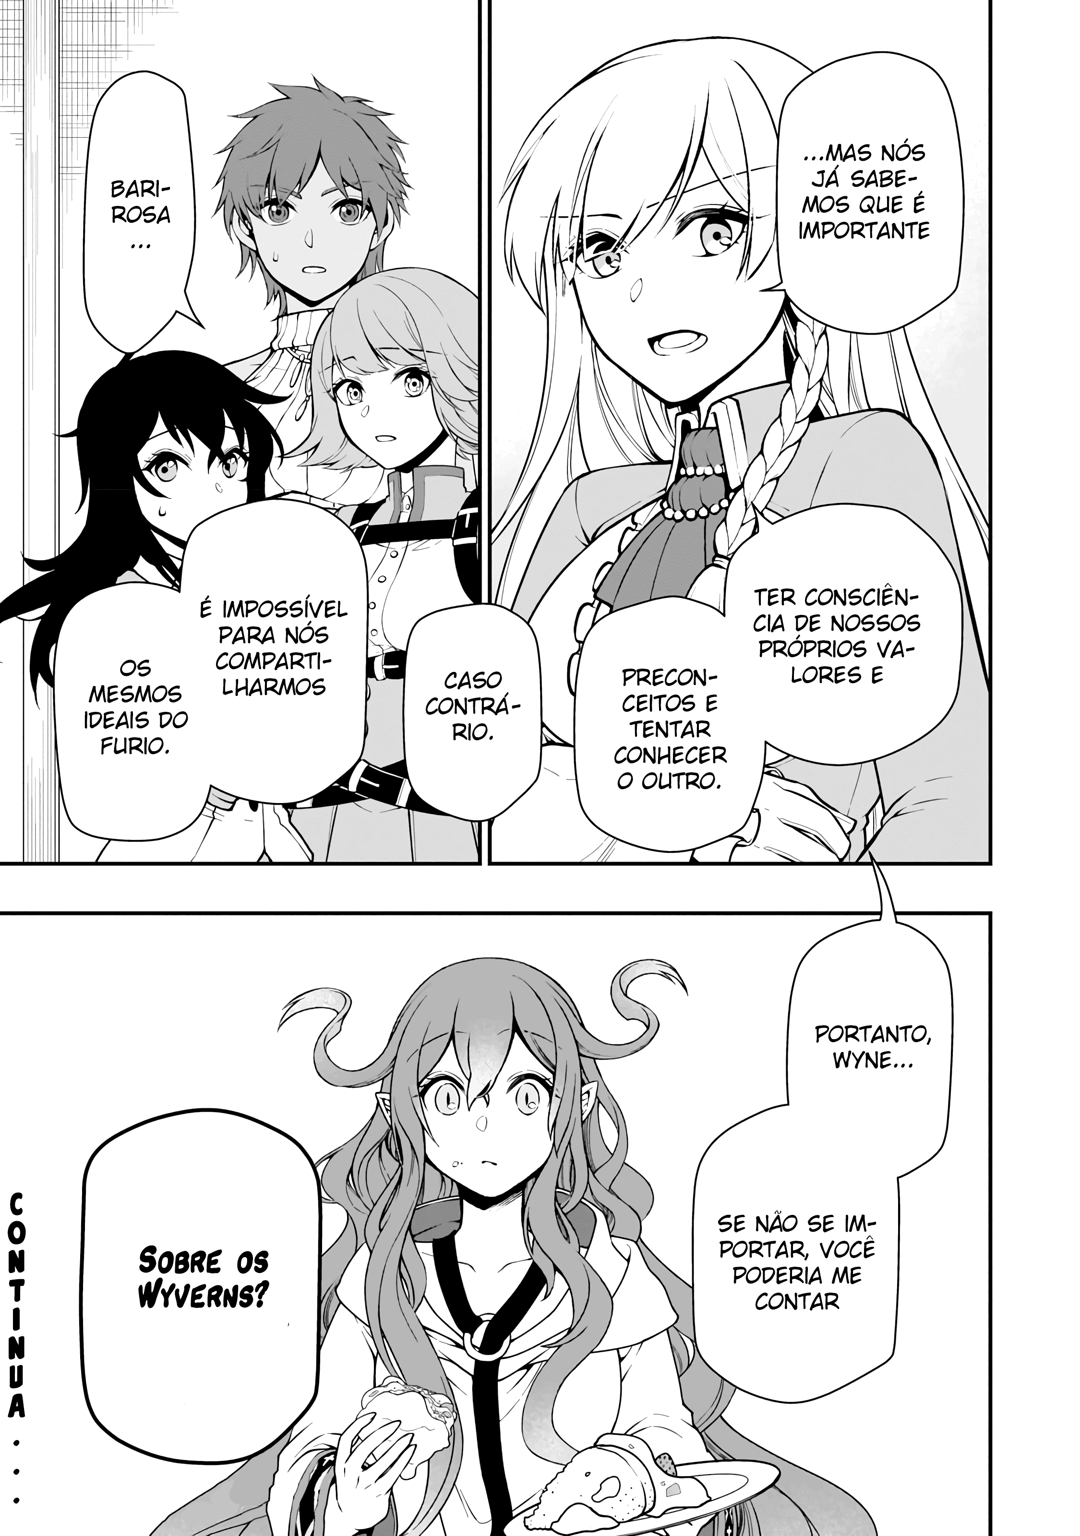 ...MAS NÓS
JÁ SABE-
MOS QUE É
IMPORTANTE
TER CONSCIÊN-
CIA DE NOSSOS
PRÓPRIOS VA-
LORES E
PRECON-
CEITOS E
TENTAR
CONHECER
O OUTRO.
BARI-
ROSA
...
CASO
CONTRÁ-
RIO.
É IMPOSSÍVEL
PARA NÓS
COMPARTI-
LHARMOS
OS
MESMOS
IDEAIS DO
FURIO.
PORTANTO,
WYNE...
SE NÃO SE IM-
PORTAR, VOCÊ
PODERIA ME
CONTAR
SOBRE OS
WYVERNS?
CONTINUA...